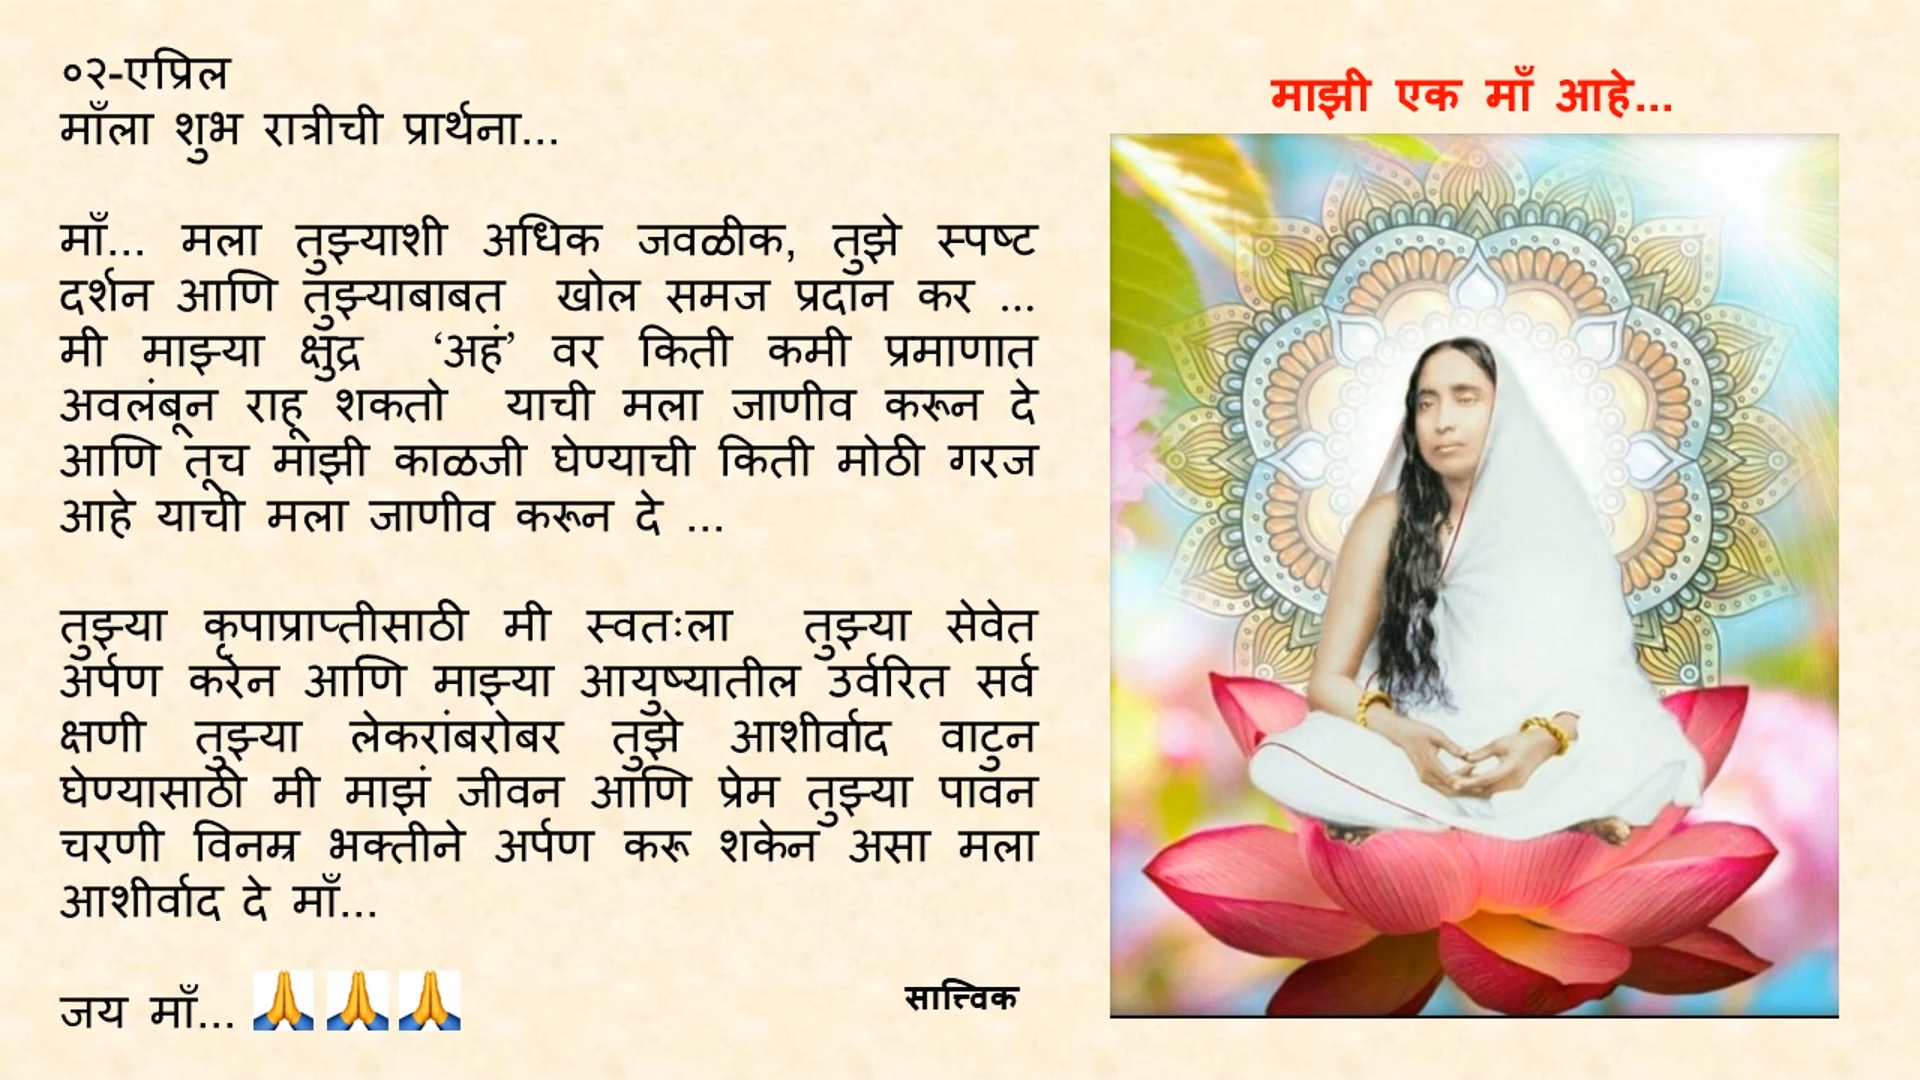 ०२-एप्रिल
माँला शुभ रात्रीची प्रार्थना...
माँ... मला तुझ्याशी अधिक जवळीक, तुझे स्पष्ट
दर्शन आणि तुझ्याबाबत खोल समज प्रदान कर ...
मी माझ्या क्षुद्र ‘अहं’ वर किती कमी प्रमाणात
अवलंबून राहू शकतो याची मला जाणीव करून दे
आणि तूच माझी काळजी घेण्याची किती मोठी गरज
आहे याची मला जाणीव करून दे ...
तुझ्या कृपाप्राप्तीसाठी मी स्वतःला तुझ्या सेवेत
अर्पण करेन आणि माझ्या आयुष्यातील उर्वरित सर्व
क्षणी तुझ्या लेकरांबरोबर तुझे आशीर्वाद वाटुन
घेण्यासाठी मी माझं जीवन आणि प्रेम तुझ्या पावन
चरणी विनम्र भक्तीने अर्पण करू शकेन असा मला
आशीर्वाद दे माँ...
जय माँ... 🙏🙏🙏
सात्त्विक
माझी एक माँ आहे...